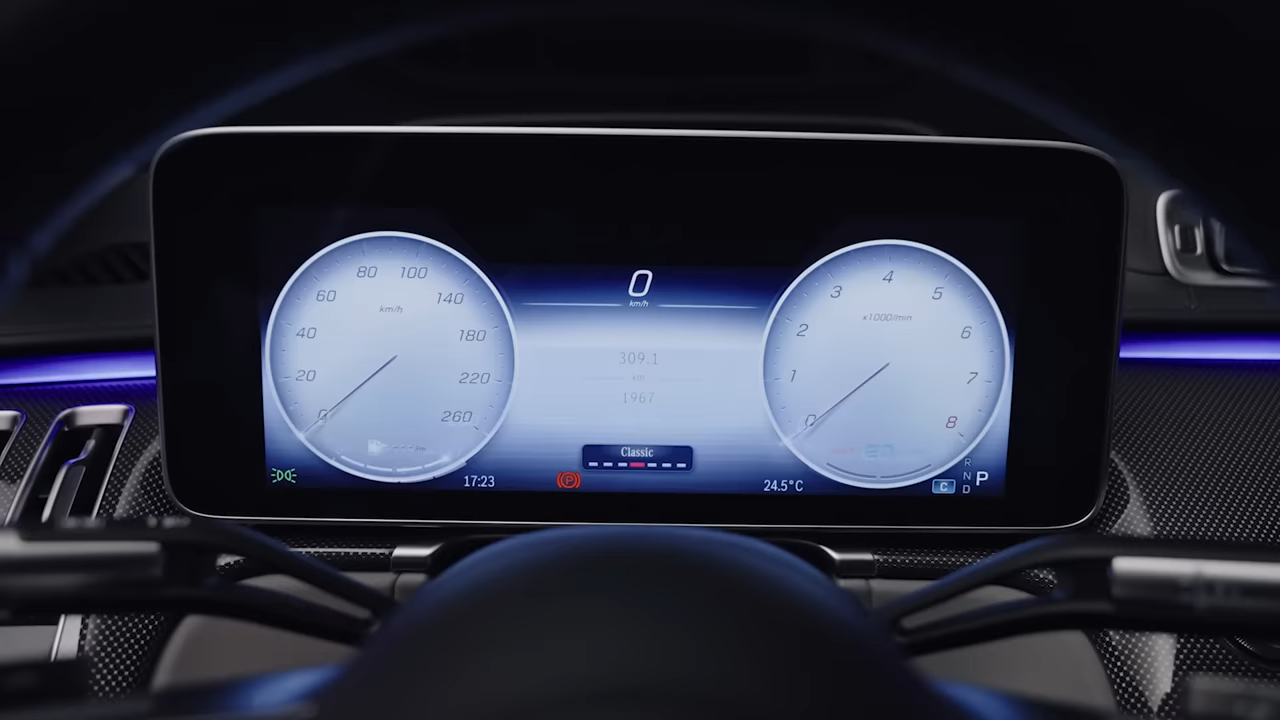 0
km/h
80 100
60 140
km/h
40 180
20 220
0 260
4
3 5
x1000/min
2 6
1 7
0 8
309.1
km
1967
Classic
17:23
P
24.5°C
C
R
N
D
P